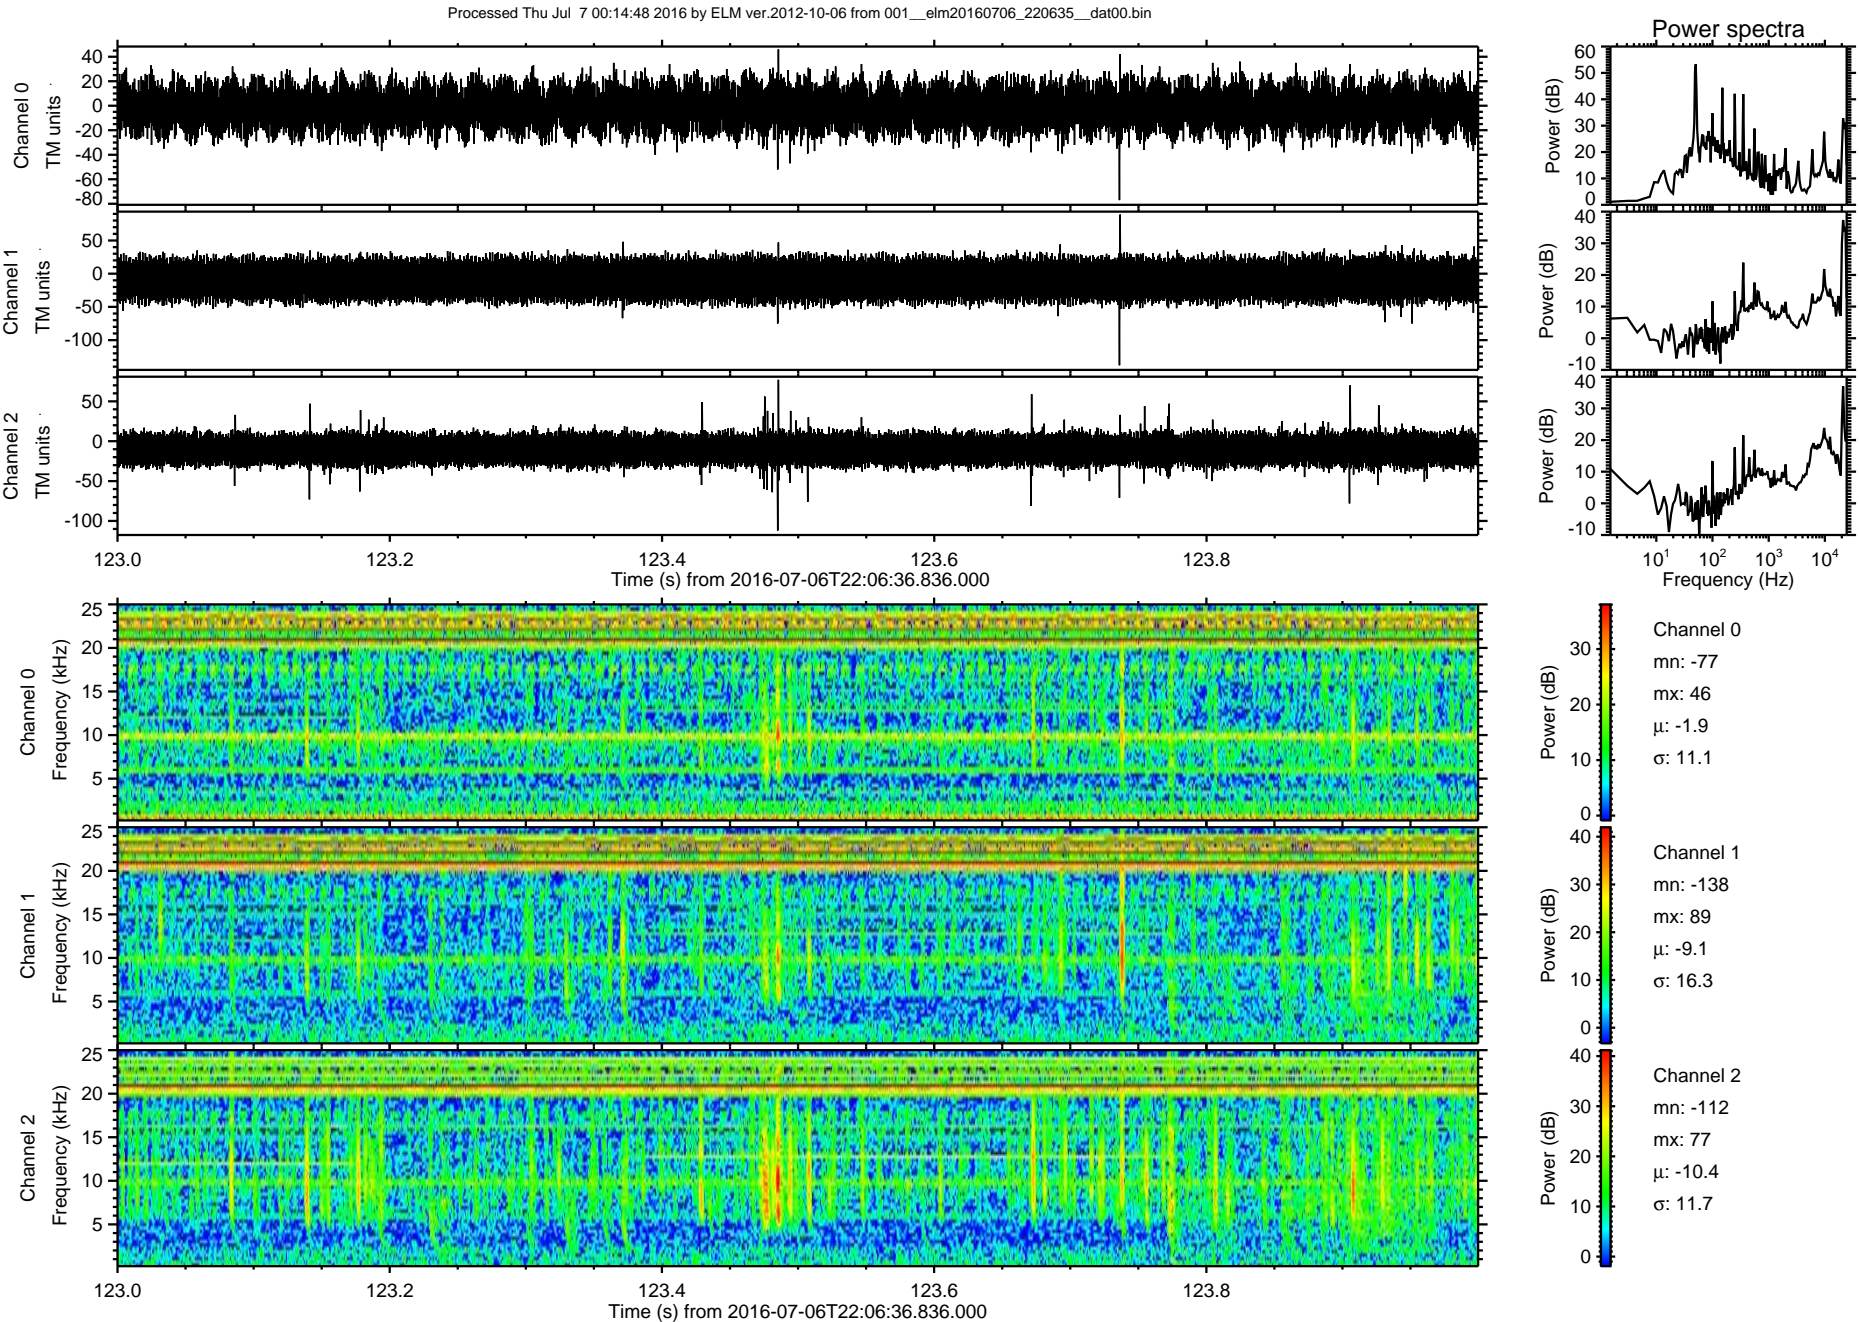 Processed Thu Jul 7 00:14:48 2016 by ELM ver.2012-10-06 from 001__elm20160706_220635__dat00.bin
Power spectra
Channel 0
TM units
40
20
0
-20
-40
-60
-80
Power (dB)
60
50
40
30
20
10
0
Channel 1
TM units
50
0
-50
-100
Power (dB)
40
30
20
10
0
-10
Channel 2
TM units
50
0
-50
-100
Power (dB)
40
30
20
10
0
-10
123.0 123.2 123.4 123.6 123.8
Time (s) from 2016-07-06T22:06:36.836.000
10¹ 10² 10³ 10⁴
Frequency (Hz)
Channel 0
Frequency (kHz)
25
20
15
10
5
Power (dB)
30
20
10
0
Channel 0
mn: -77
mx: 46
μ: -1.9
σ: 11.1
Channel 1
Frequency (kHz)
25
20
15
10
5
Power (dB)
40
30
20
10
0
Channel 1
mn: -138
mx: 89
μ: -9.1
σ: 16.3
Channel 2
Frequency (kHz)
25
20
15
10
5
Power (dB)
40
30
20
10
0
Channel 2
mn: -112
mx: 77
μ: -10.4
σ: 11.7
123.0 123.2 123.4 123.6 123.8
Time (s) from 2016-07-06T22:06:36.836.000